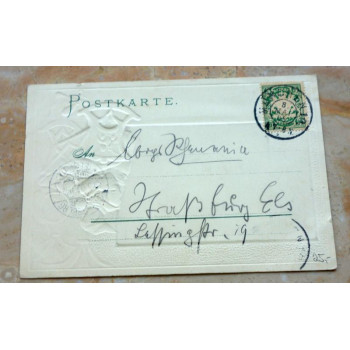 POSTKARTE.
An Corps Rhenania
Straßburg Els
Lessingstr. 19